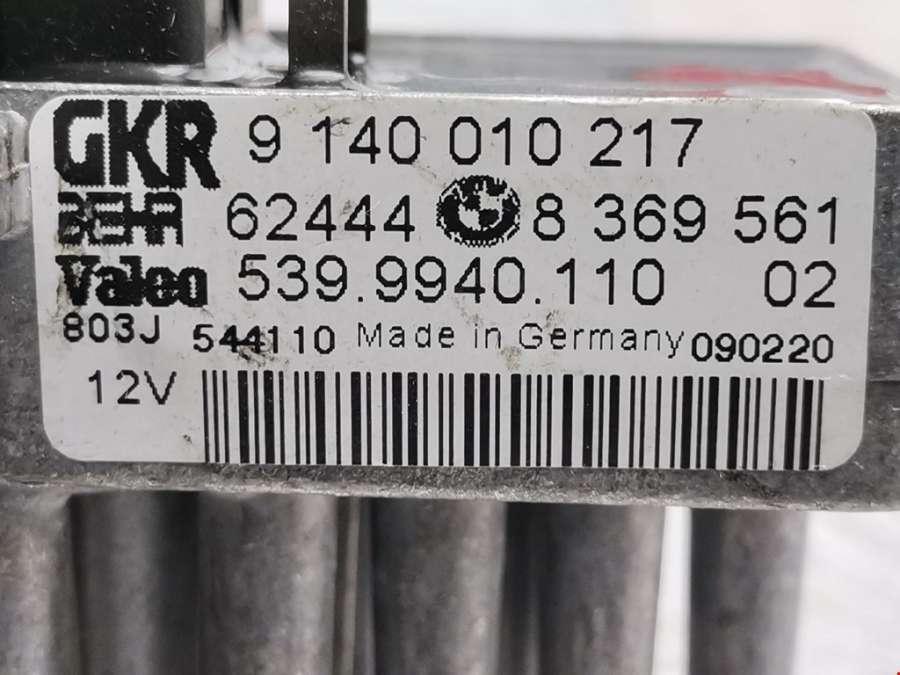 GKR 9 140 010 217
BEHR 62444 8 369 561
Valeo 539.9940.110 02
803J 544110 Made in Germany 090220
12V